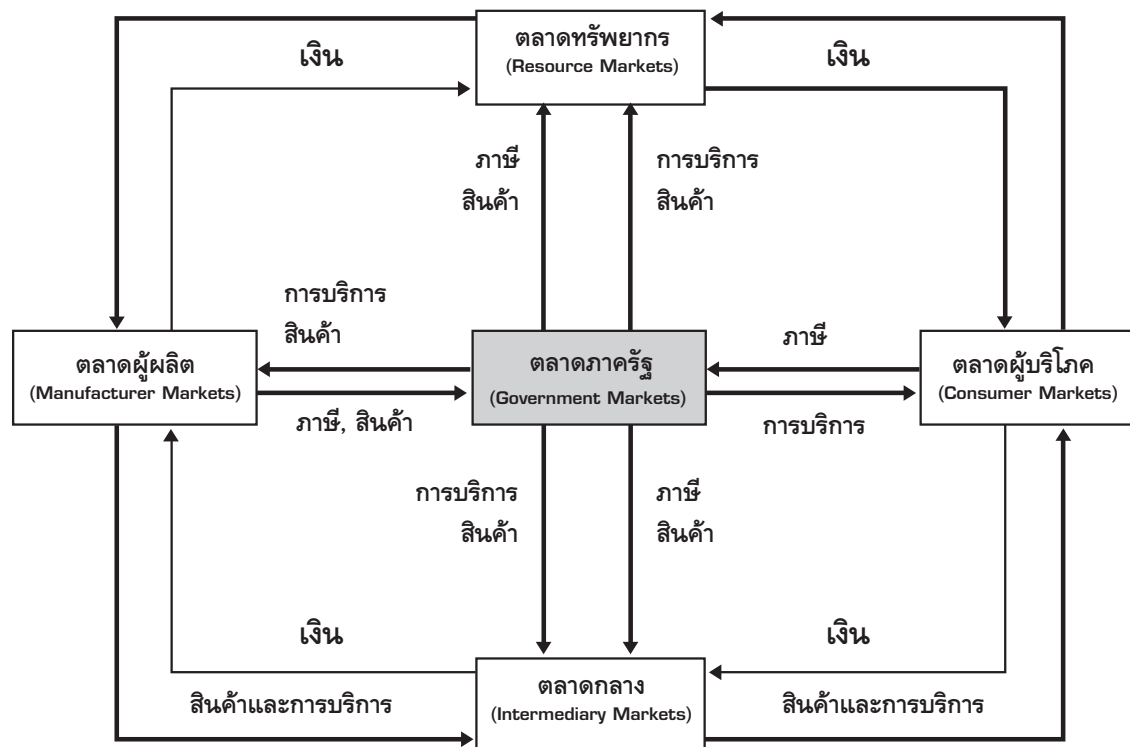 ตลาดทรัพยากร
(Resource Markets)
เงิน
เงิน
ภาษี
สินค้า
การบริการ
สินค้า
การบริการ
สินค้า
ตลาดผู้ผลิต
(Manufacturer Markets)
ตลาดภาครัฐ
(Government Markets)
ภาษี
ตลาดผู้บริโภค
(Consumer Markets)
ภาษี, สินค้า
การบริการ
การบริการ
สินค้า
ภาษี
สินค้า
เงิน
เงิน
สินค้าและการบริการ
ตลาดกลาง
(Intermediary Markets)
สินค้าและการบริการ